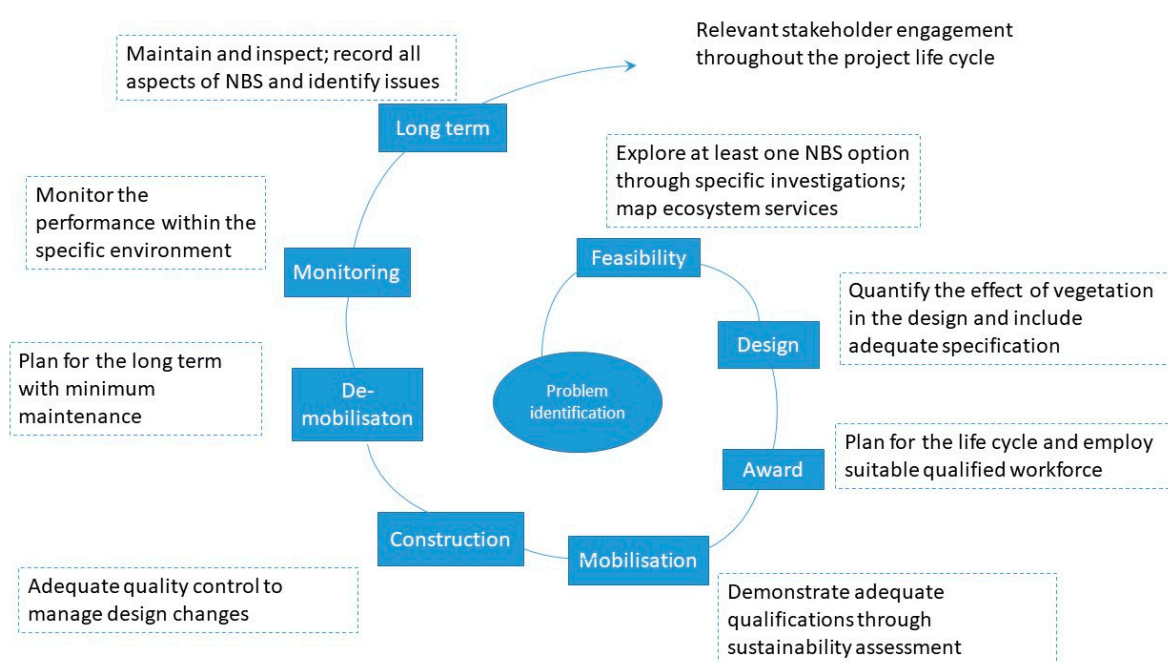 Relevant stakeholder engagement
throughout the project life cycle
Maintain and inspect; record all
aspects of NBS and identify issues
Long term
Explore at least one NBS option
through specific investigations;
map ecosystem services
Monitor the
performance within the
specific environment
Feasibility
Monitoring
Quantify the effect of vegetation
in the design and include
adequate specification
Design
Plan for the long term
with minimum
maintenance
De-
mobilisaton
Problem
identification
Plan for the life cycle and employ
suitable qualified workforce
Award
Construction
Mobilisation
Adequate quality control to
manage design changes
Demonstrate adequate
qualifications through
sustainability assessment